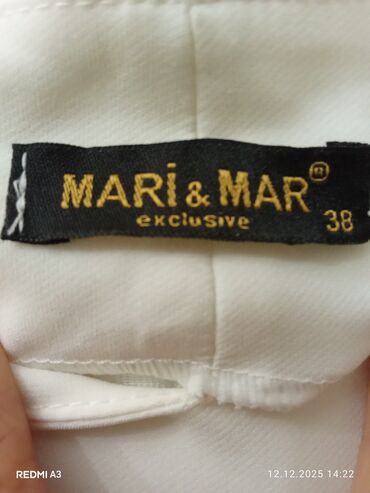 MARİ & MAR®
exclusive 38
REDMI A3 12.12.2025 14:22